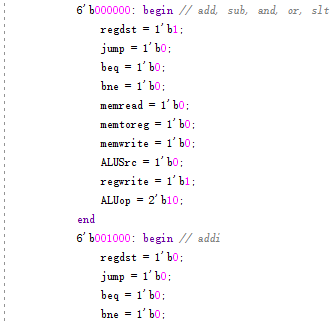 6'b000000: begin // add, sub, and, or, slt
regdst = 1'b1;
jump = 1'b0;
beq = 1'b0;
bne = 1'b0;
memread = 1'b0;
memtoreg = 1'b0;
memwrite = 1'b0;
ALUSrc = 1'b0;
regwrite = 1'b1;
ALUop = 2'b10;
end
6'b001000: begin // addi
regdst = 1'b0;
jump = 1'b0;
beq = 1'b0;
bne = 1'b0;